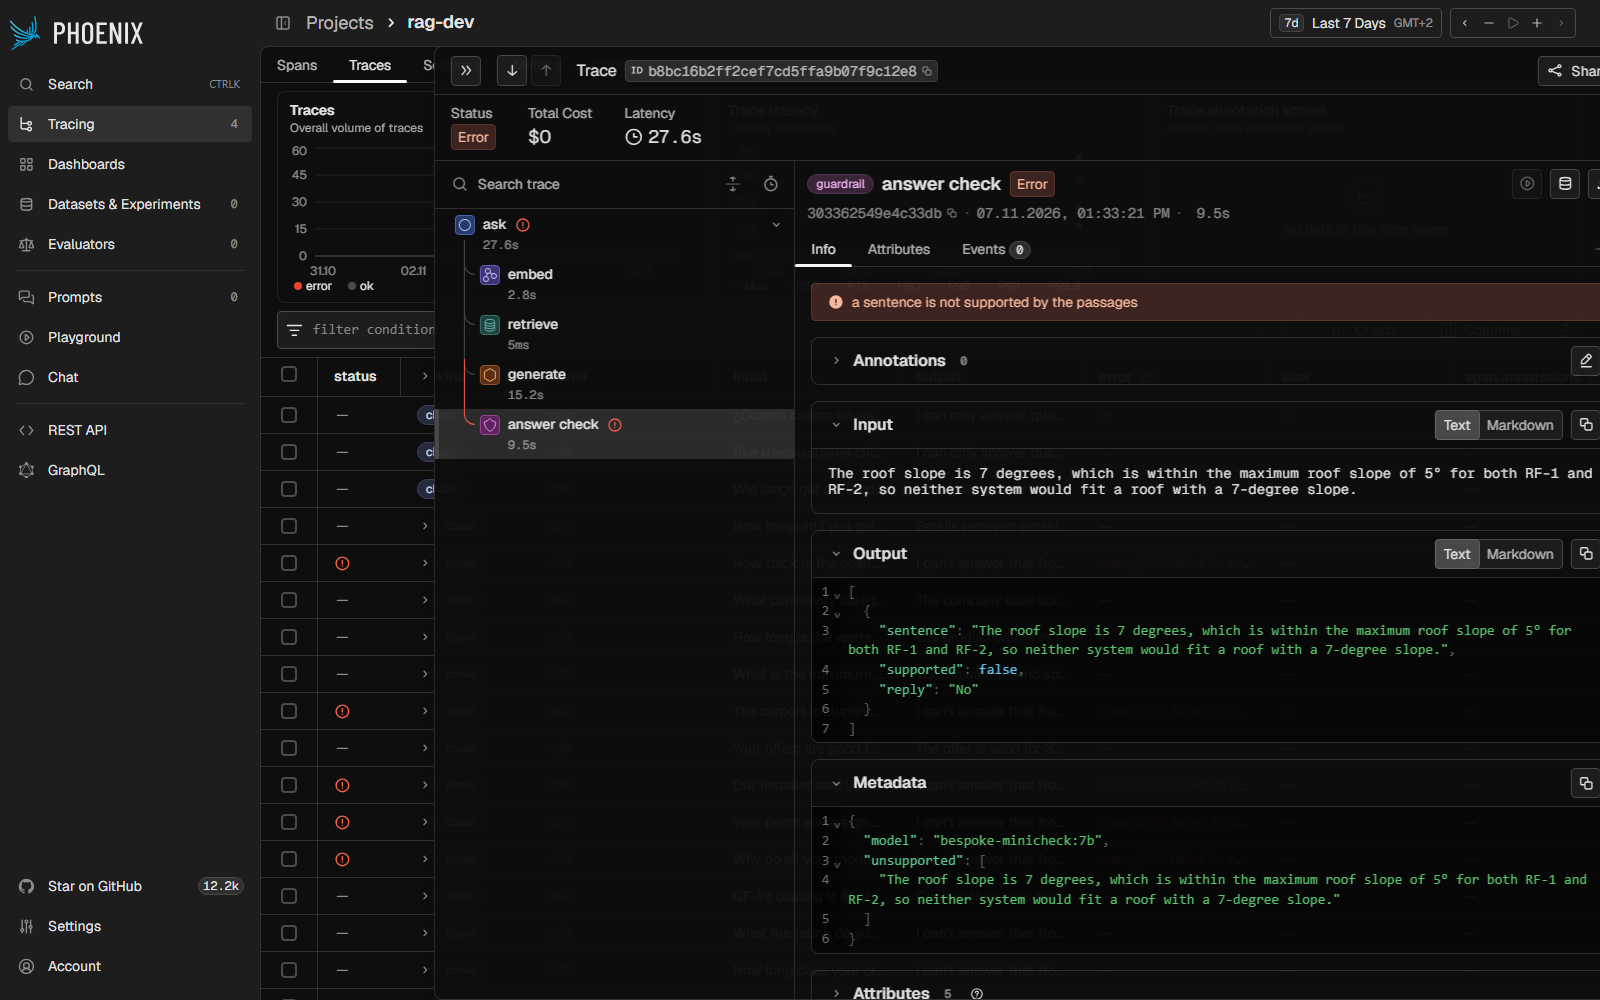 PHOENIX
Search CTRLK
Tracing 4
Dashboards
Datasets & Experiments 0
Evaluators 0
Prompts 0
Playground
Chat
REST API
GraphQL
Star on GitHub 12.2k
Settings
Account
Projects › rag-dev
7d Last 7 Days GMT+2
Spans Traces
Traces
Overall volume of traces
60
45
30
15
0
31.10 02.11
error ok
filter condition
status
Trace ID b8bc16b2ff2cef7cd5ffa9b07f9c12e8
Shar
Status Total Cost Latency
Error $0 27.6s
Search trace
ask
27.6s
embed
2.8s
retrieve
5ms
generate
15.2s
answer check
9.5s
guardrail answer check Error
303362549e4c33db · 07.11.2026, 01:33:21 PM · 9.5s
Info Attributes Events 0
a sentence is not supported by the passages
Annotations 0
Input Text Markdown
The roof slope is 7 degrees, which is within the maximum roof slope of 5° for both RF-1 and
RF-2, so neither system would fit a roof with a 7-degree slope.
Output Text Markdown
1 [
2 {
3 "sentence": "The roof slope is 7 degrees, which is within the maximum roof slope of 5° for
both RF-1 and RF-2, so neither system would fit a roof with a 7-degree slope.",
4 "supported": false,
5 "reply": "No"
6 }
7 ]
Metadata
1 {
2 "model": "bespoke-minicheck:7b",
3 "unsupported": [
4 "The roof slope is 7 degrees, which is within the maximum roof slope of 5° for both RF-1 and
RF-2, so neither system would fit a roof with a 7-degree slope."
5 ]
6 }
Attributes 5